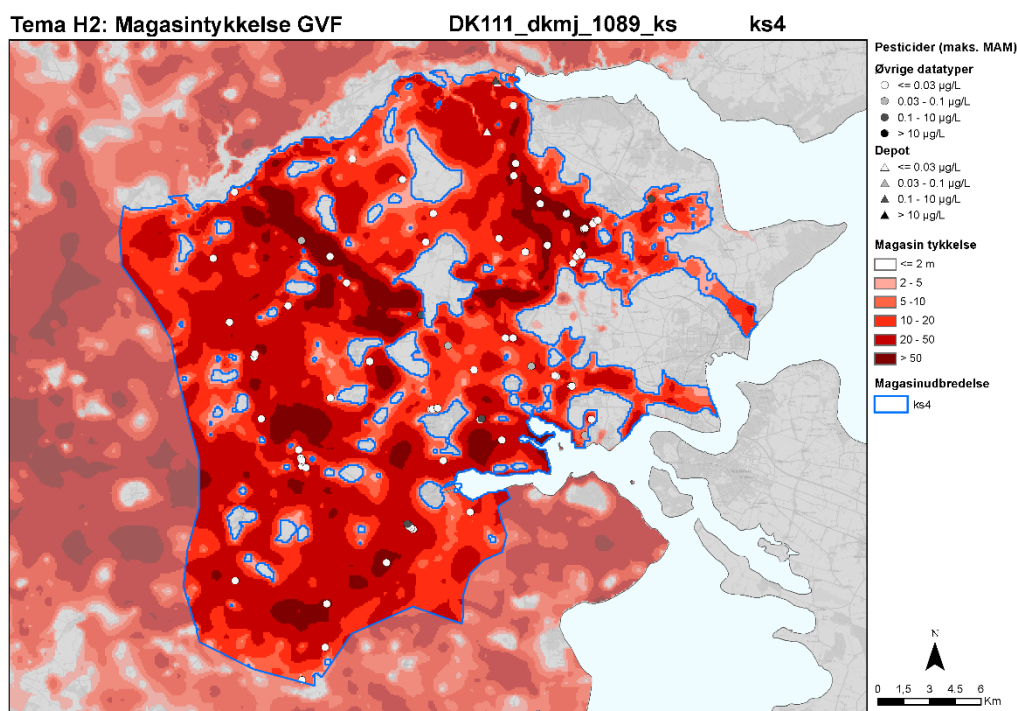 Tema H2: Magasintykkelse GVF DK111_dkmj_1089_ks ks4
Pesticider (maks. MAM)
Øvrige datatyper
<= 0.03 µg/L
0.03 - 0.1 µg/L
0.1 - 10 µg/L
> 10 µg/L
Depot
<= 0.03 µg/L
0.03 - 0.1 µg/L
0.1 - 10 µg/L
> 10 µg/L
Magasin tykkelse
<= 2 m
2 - 5
5 -10
10 - 20
20 - 50
> 50
Magasinudbredelse
ks4
N
0 1,5 3 4.5 6
Km